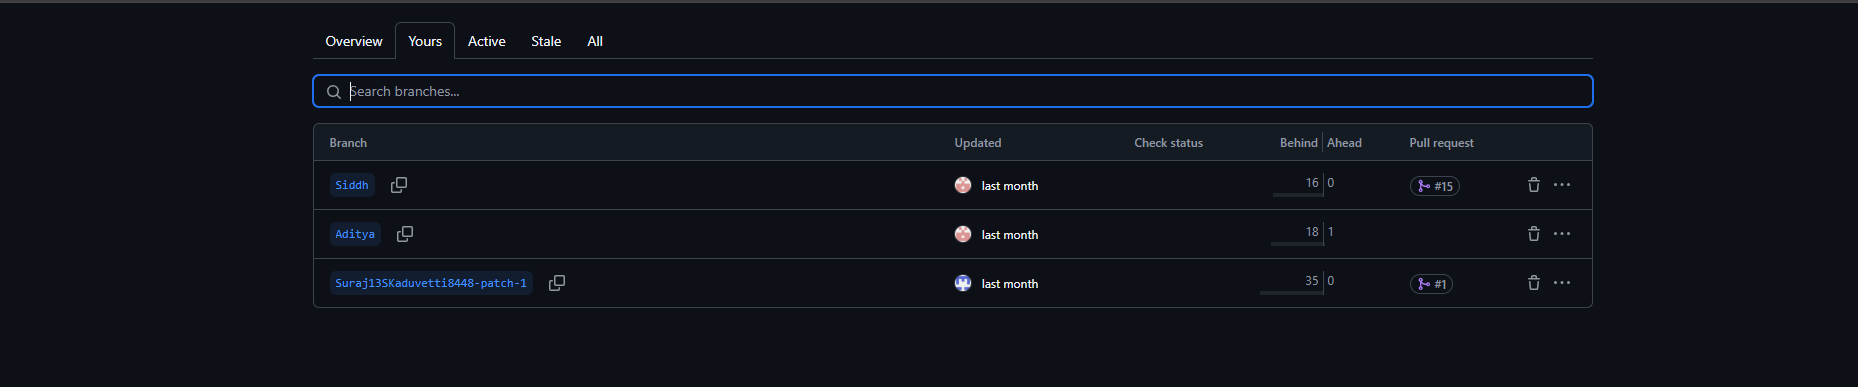 Overview Yours Active Stale All
Search branches...
Branch Updated Check status Behind Ahead Pull request
Siddh last month 16 0 #15
Aditya last month 18 1
Suraj13SKaduvetti8448-patch-1 last month 35 0 #1